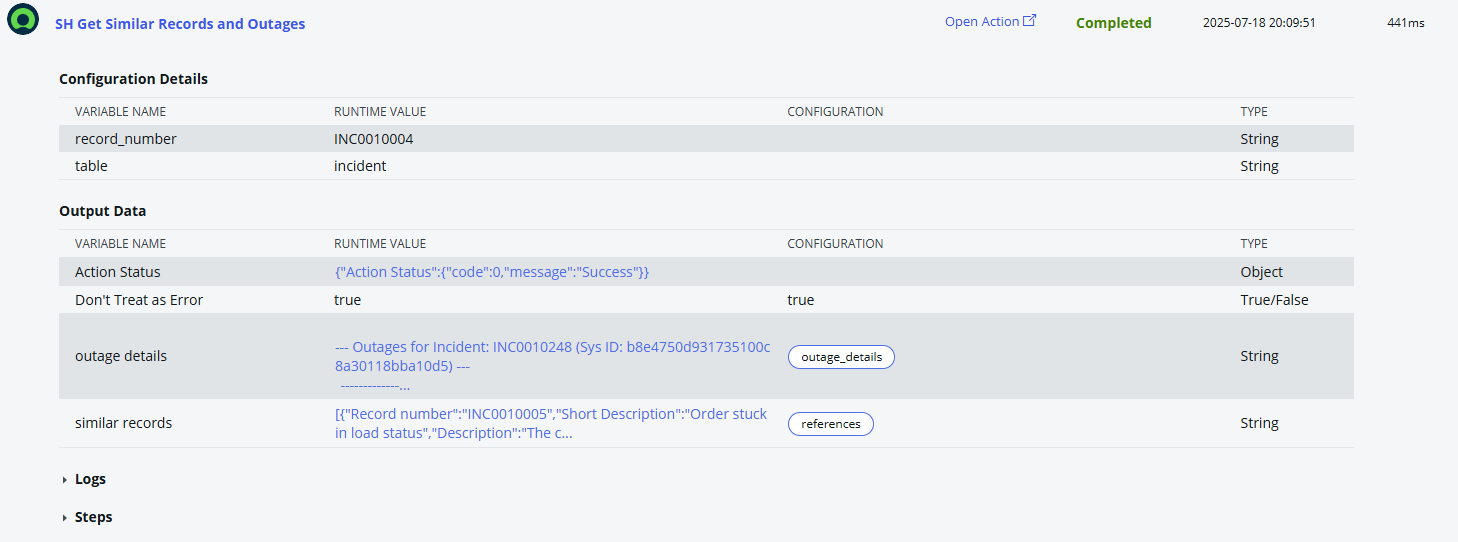 SH Get Similar Records and Outages Open Action Completed 2025-07-18 20:09:51 441ms
Configuration Details
VARIABLE NAME RUNTIME VALUE CONFIGURATION TYPE
record_number INC0010004 String
table incident String
Output Data
VARIABLE NAME RUNTIME VALUE CONFIGURATION TYPE
Action Status {"Action Status":{"code":0,"message":"Success"}} Object
Don't Treat as Error true true True/False
outage details --- Outages for Incident: INC0010248 (Sys ID: b8e4750d931735100c
8a30118bba10d5) --- outage_details String
-------------...
similar records [{"Record number":"INC0010005","Short Description":"Order stuck
in load status","Description":"The c... references String
Logs
Steps